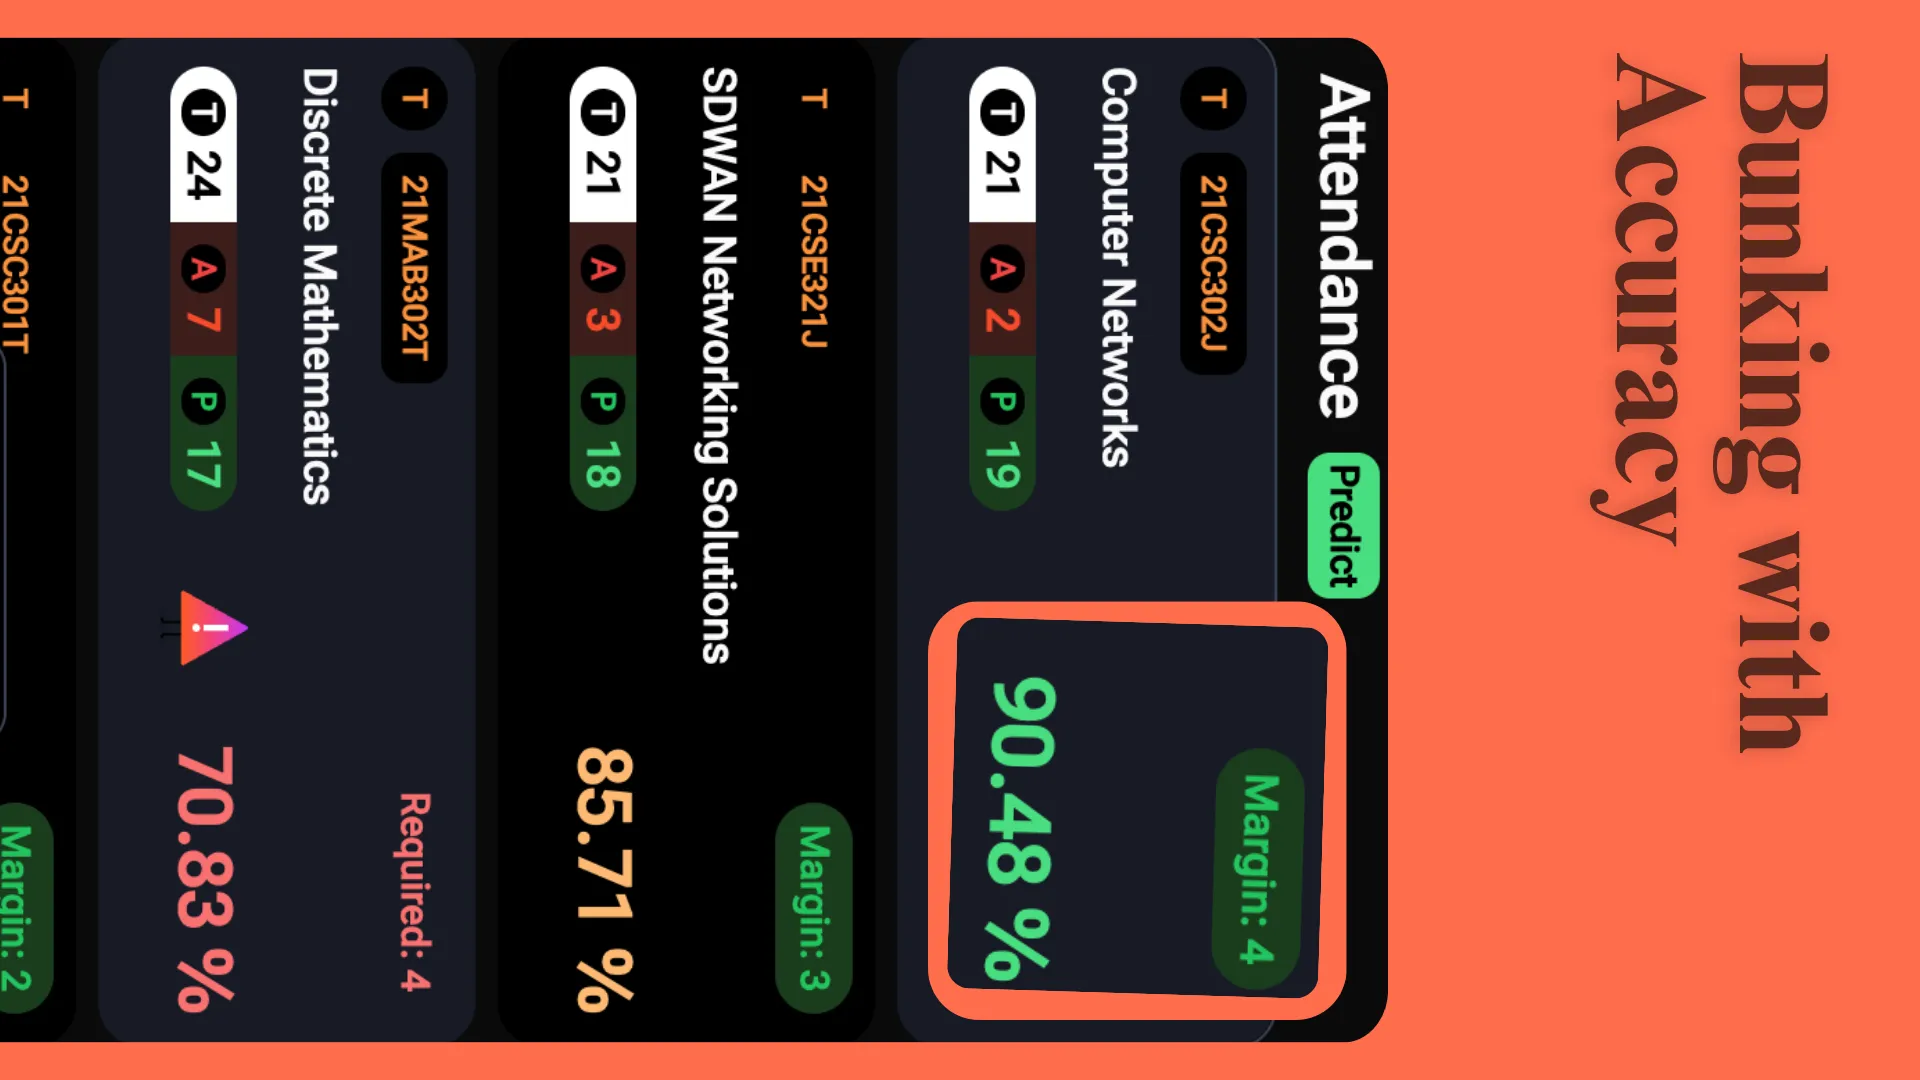 Bunking with
Accuracy
Attendance Predict
T 21CSC302J Margin: 4
Computer Networks
T 21 A 2 P 19 90.48 %
T 21CSE321J Margin: 3
SDWAN Networking Solutions
T 21 A 3 P 18 85.71 %
T 21MAB302T Required: 4
Discrete Mathematics
T 24 A 7 P 17 ! 70.83 %
T 21CSC301T Margin: 2